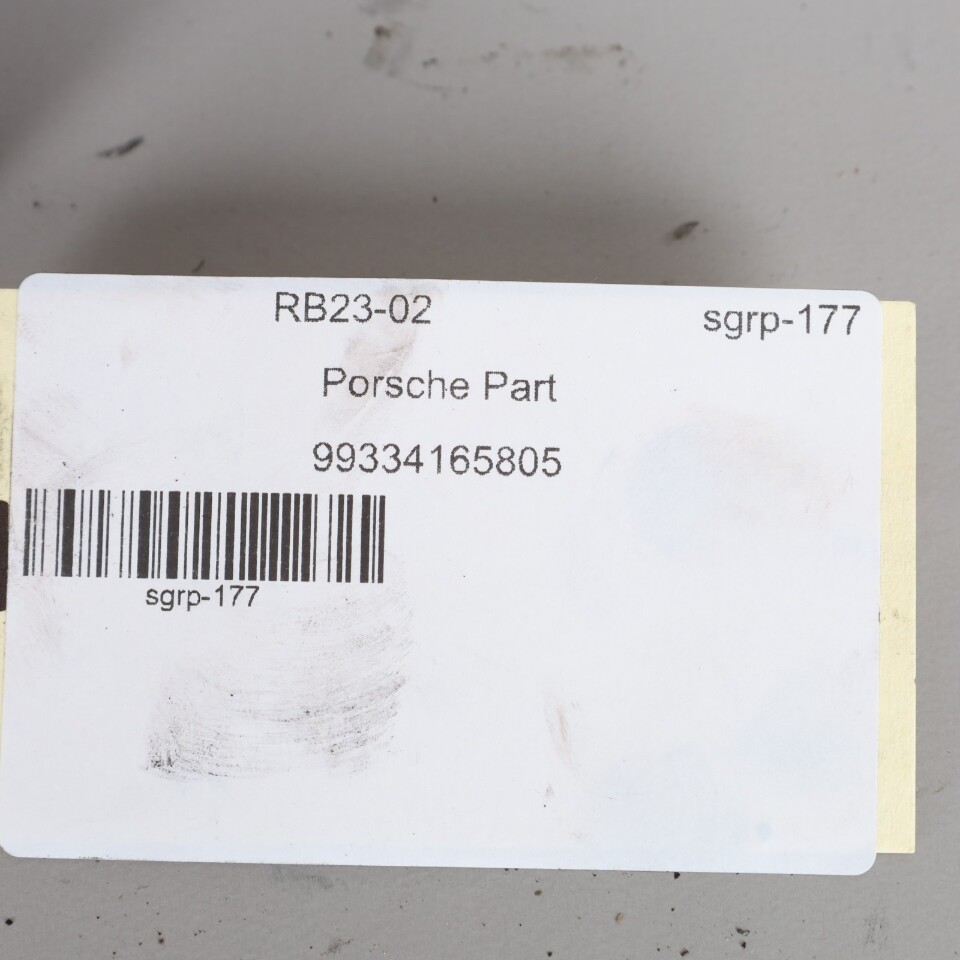 RB23-02 sgrp-177
Porsche Part
99334165805
sgrp-177